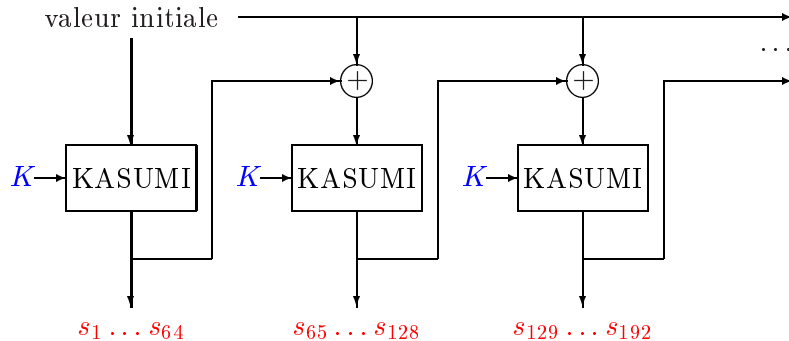 valeur initiale
...
+ +
K KASUMI K KASUMI K KASUMI
s₁ … s₆₄ s₆₅ … s₁₂₈ s₁₂₉ … s₁₉₂